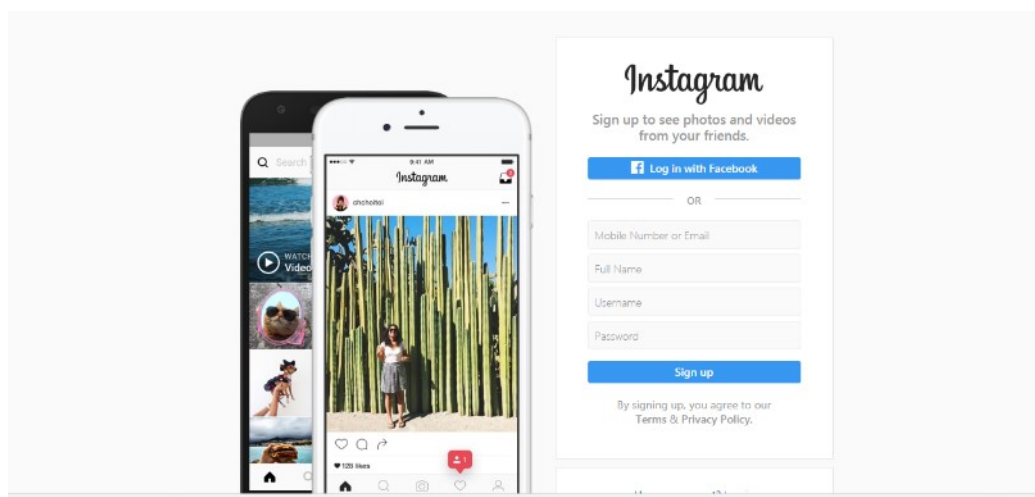 Instagram
Sign up to see photos and videos
from your friends.
Log in with Facebook
OR
Mobile Number or Email
Full Name
Username
Password
Sign up
By signing up, you agree to our
Terms & Privacy Policy.
Search
WATCH
Video
9:41 AM
Instagram
128 likes
1